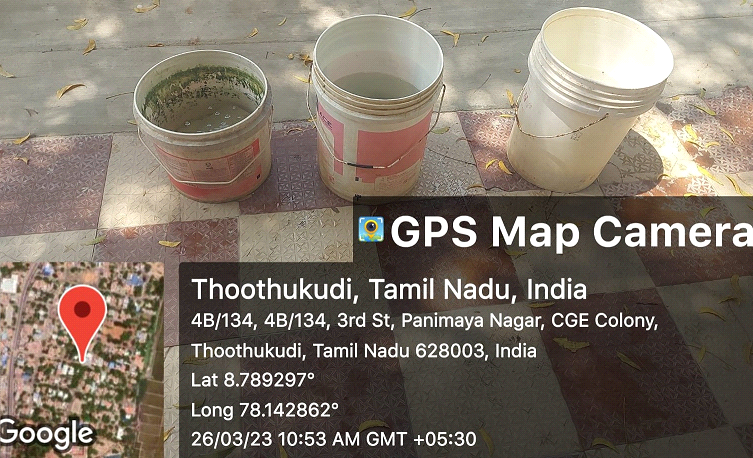 GPS Map Camera
Thoothukudi, Tamil Nadu, India
4B/134, 4B/134, 3rd St, Panimaya Nagar, CGE Colony,
Thoothukudi, Tamil Nadu 628003, India
Lat 8.789297°
Long 78.142862°
26/03/23 10:53 AM GMT +05:30
Google